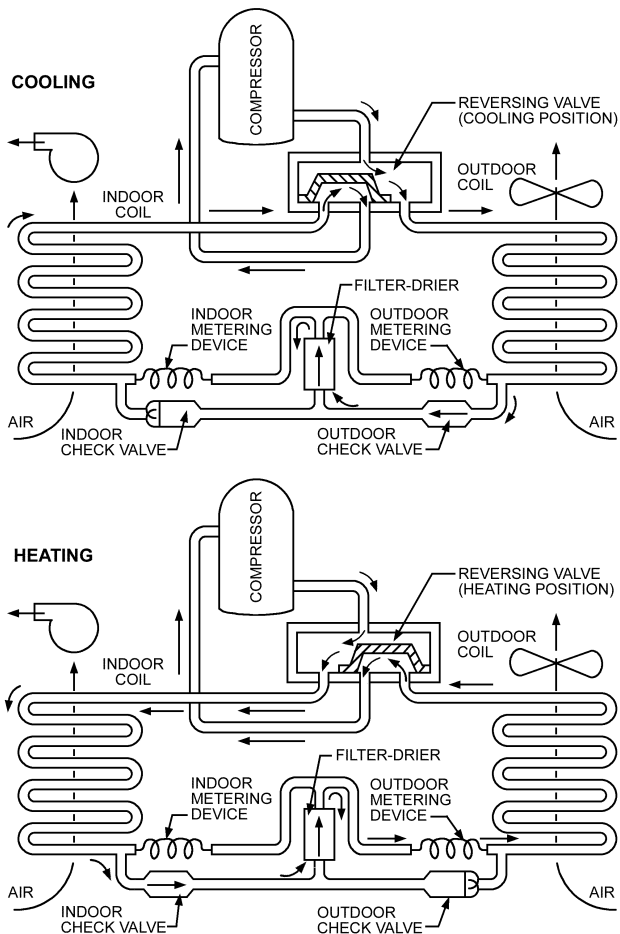 COMPRESSOR
COOLING
REVERSING VALVE
(COOLING POSITION)
OUTDOOR
COIL
INDOOR
COIL
FILTER-DRIER
INDOOR
METERING
DEVICE
OUTDOOR
METERING
DEVICE
AIR
INDOOR
CHECK VALVE
OUTDOOR
CHECK VALVE
AIR
COMPRESSOR
HEATING
REVERSING VALVE
(HEATING POSITION)
OUTDOOR
COIL
INDOOR
COIL
FILTER-DRIER
INDOOR
METERING
DEVICE
OUTDOOR
METERING
DEVICE
AIR
INDOOR
CHECK VALVE
OUTDOOR
CHECK VALVE
AIR